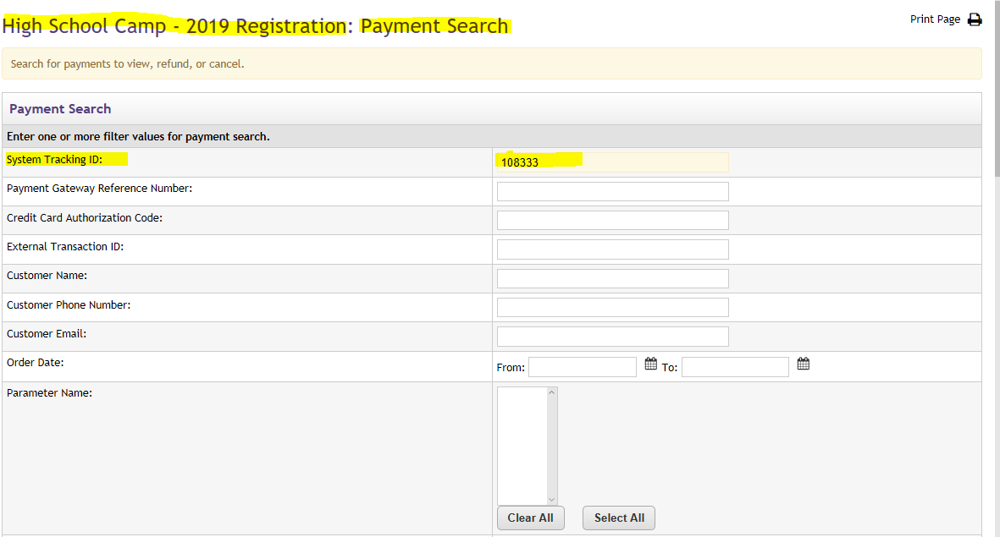 High School Camp - 2019 Registration: Payment Search
Print Page
Search for payments to view, refund, or cancel.
Payment Search
Enter one or more filter values for payment search.
System Tracking ID: 108333
Payment Gateway Reference Number:
Credit Card Authorization Code:
External Transaction ID:
Customer Name:
Customer Phone Number:
Customer Email:
Order Date: From: To:
Parameter Name:
Clear All Select All